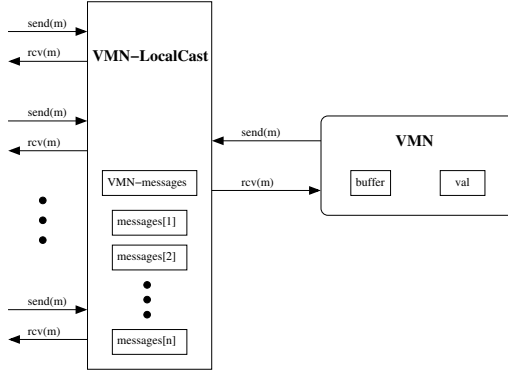 send(m)
rcv(m)
VMN−LocalCast
send(m)
rcv(m)
send(m)
VMN
VMN−messages
rcv(m)
buffer
val
messages[1]
messages[2]
send(m)
rcv(m)
messages[n]